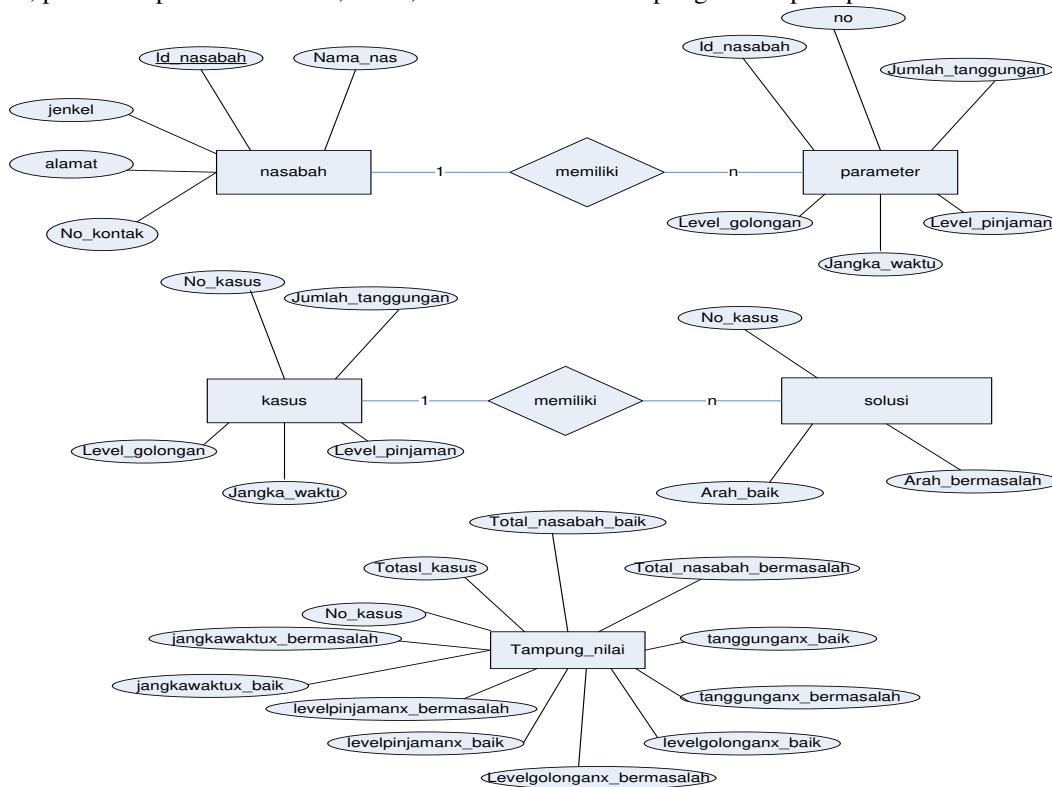 no
Id_nasabah
Nama_nas
Id_nasabah
Jumlah_tanggungan
jenkel
alamat
nasabah
1
memiliki
n
parameter
No_kontak
Level_golongan
Level_pinjaman
Jangka_waktu
No_kasus
Jumlah_tanggungan
No_kasus
kasus
1
memiliki
n
solusi
Level_golongan
Level_pinjaman
Jangka_waktu
Arah_baik
Arah_bermasalah
Total_nasabah_baik
Totasl_kasus
Total_nasabah_bermasalah
No_kasus
jangkawaktux_bermasalah
Tampung_nilai
tanggunganx_baik
jangkawaktux_baik
tanggunganx_bermasalah
levelpinjamanx_bermasalah
levelpinjamanx_baik
levelgolonganx_baik
Levelgolonganx_bermasalah